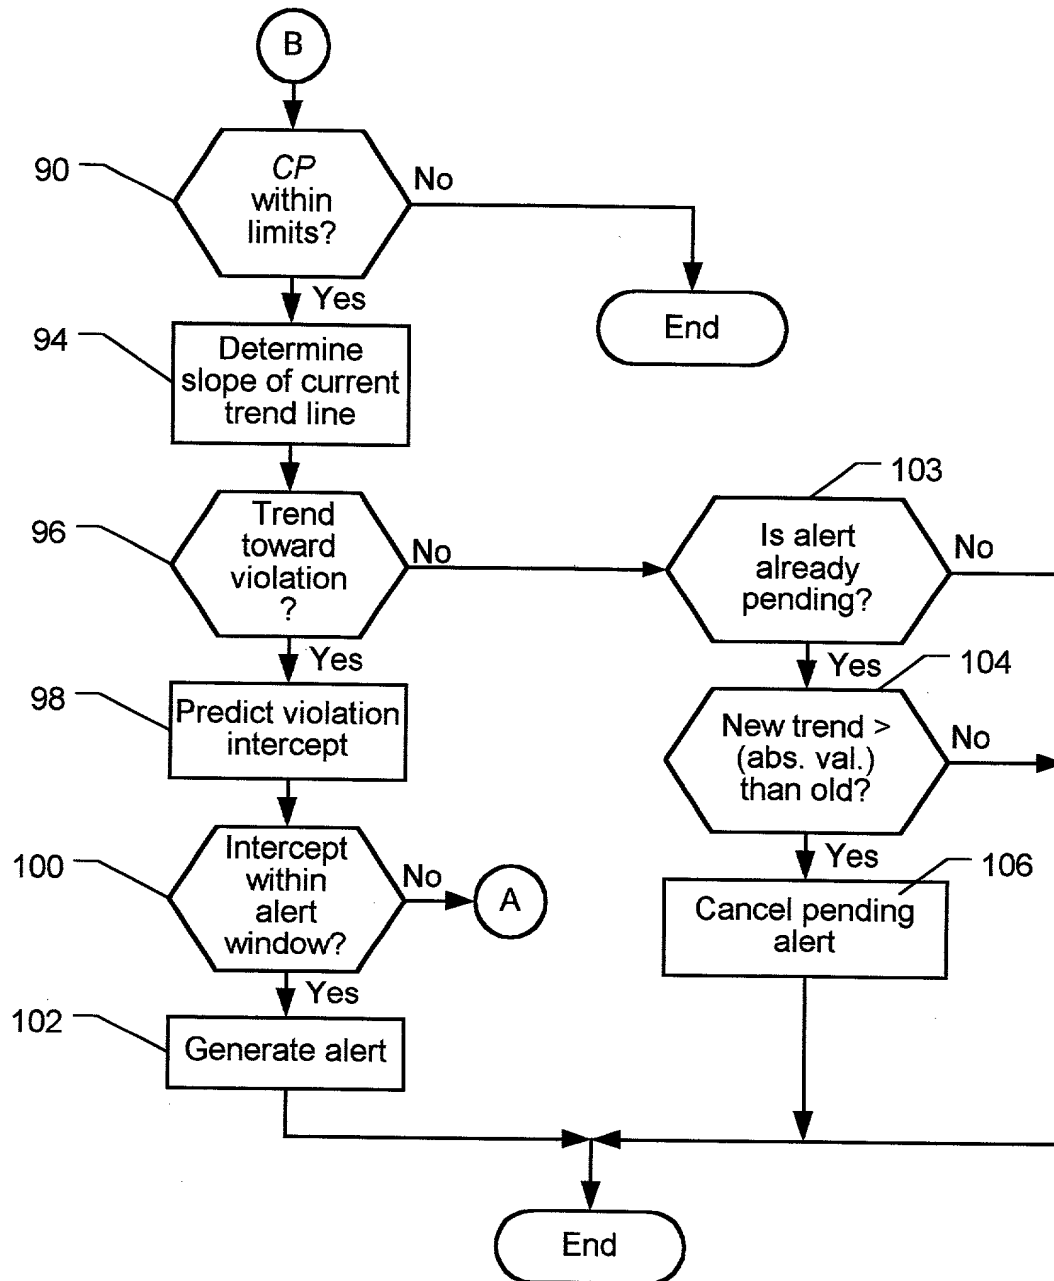 B
90
CP
within
limits?
No
Yes
End
94
Determine
slope of current
trend line
96
Trend
toward
violation
?
No
Yes
103
Is alert
already
pending?
No
Yes
98
Predict violation
intercept
104
New trend >
(abs. val.)
than old?
No
Yes
100
Intercept
within
alert
window?
No
A
Yes
106
Cancel pending
alert
102
Generate alert
End